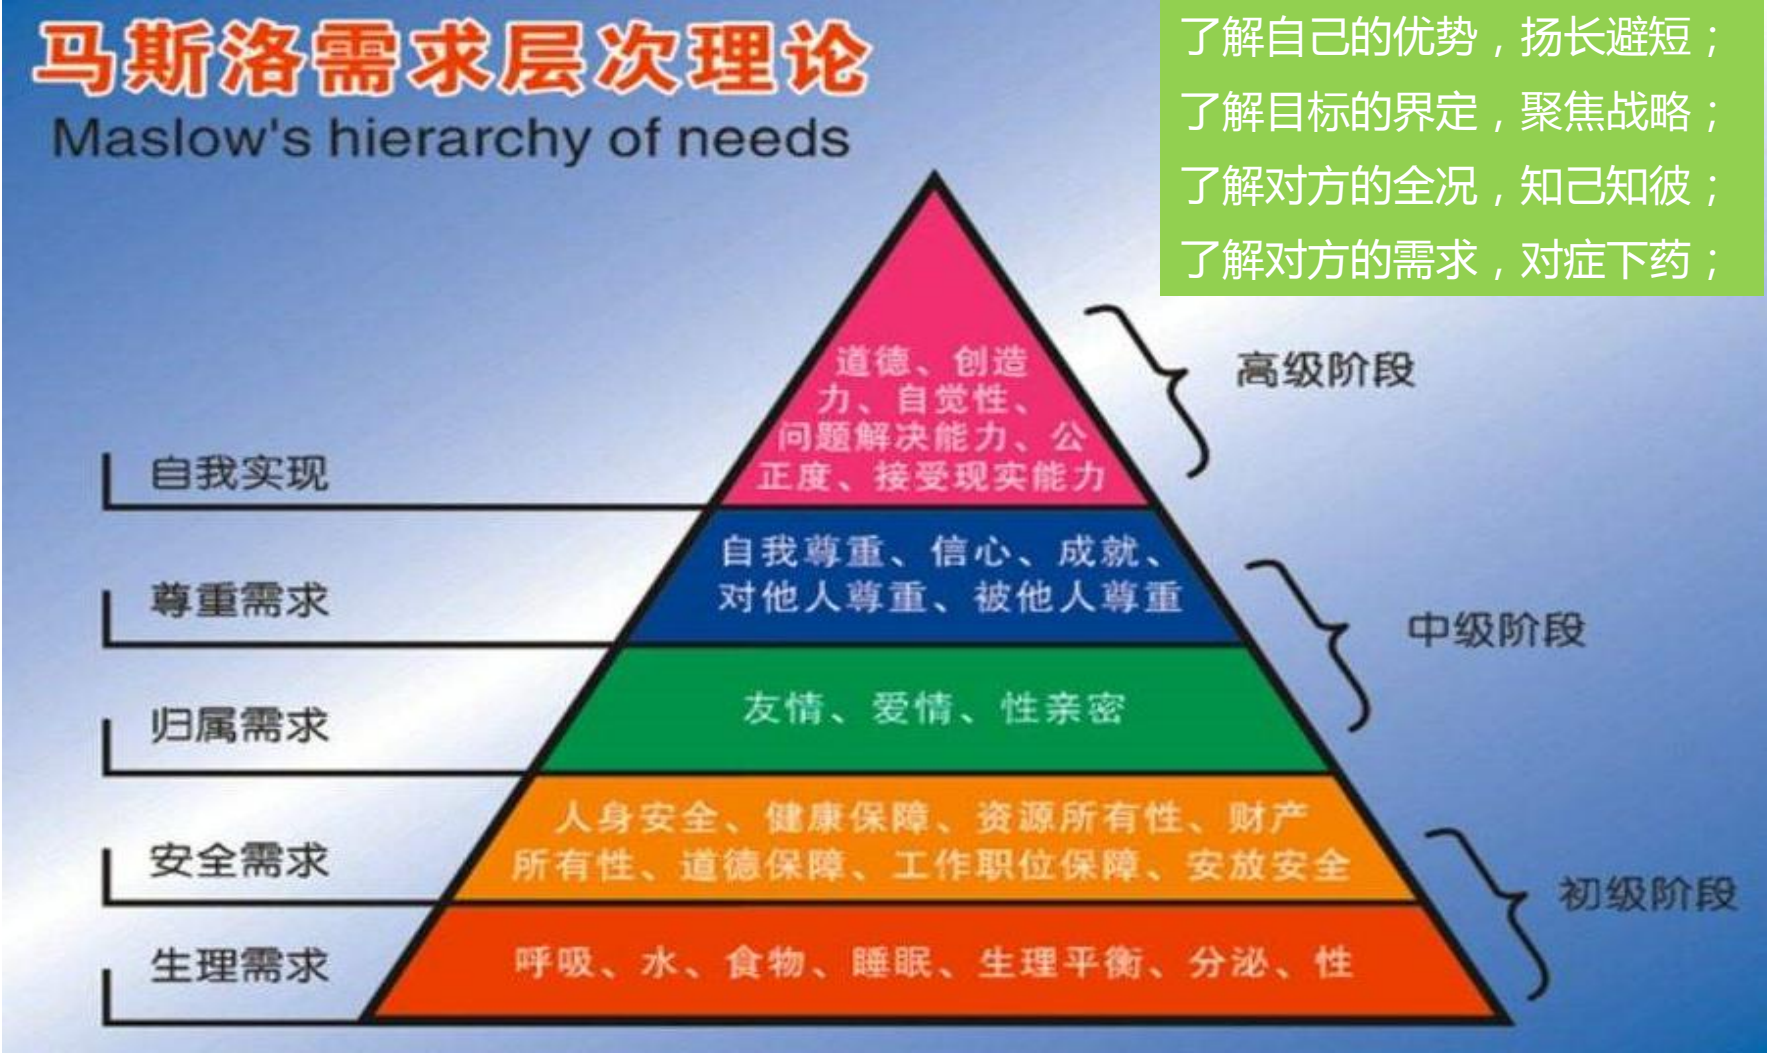 马斯洛需求层次理论
Maslow's hierarchy of needs
了解自己的优势，扬长避短；
了解目标的界定，聚焦战略；
了解对方的全况，知己知彼；
了解对方的需求，对症下药；
高级阶段
道德、创造
力、自觉性、
问题解决能力、公
正度、接受现实能力
自我实现
自我尊重、信心、成就、
对他人尊重、被他人尊重
尊重需求
中级阶段
友情、爱情、性亲密
归属需求
人身安全、健康保障、资源所有性、财产
所有性、道德保障、工作职位保障、安放安全
安全需求
初级阶段
呼吸、水、食物、睡眠、生理平衡、分泌、性
生理需求